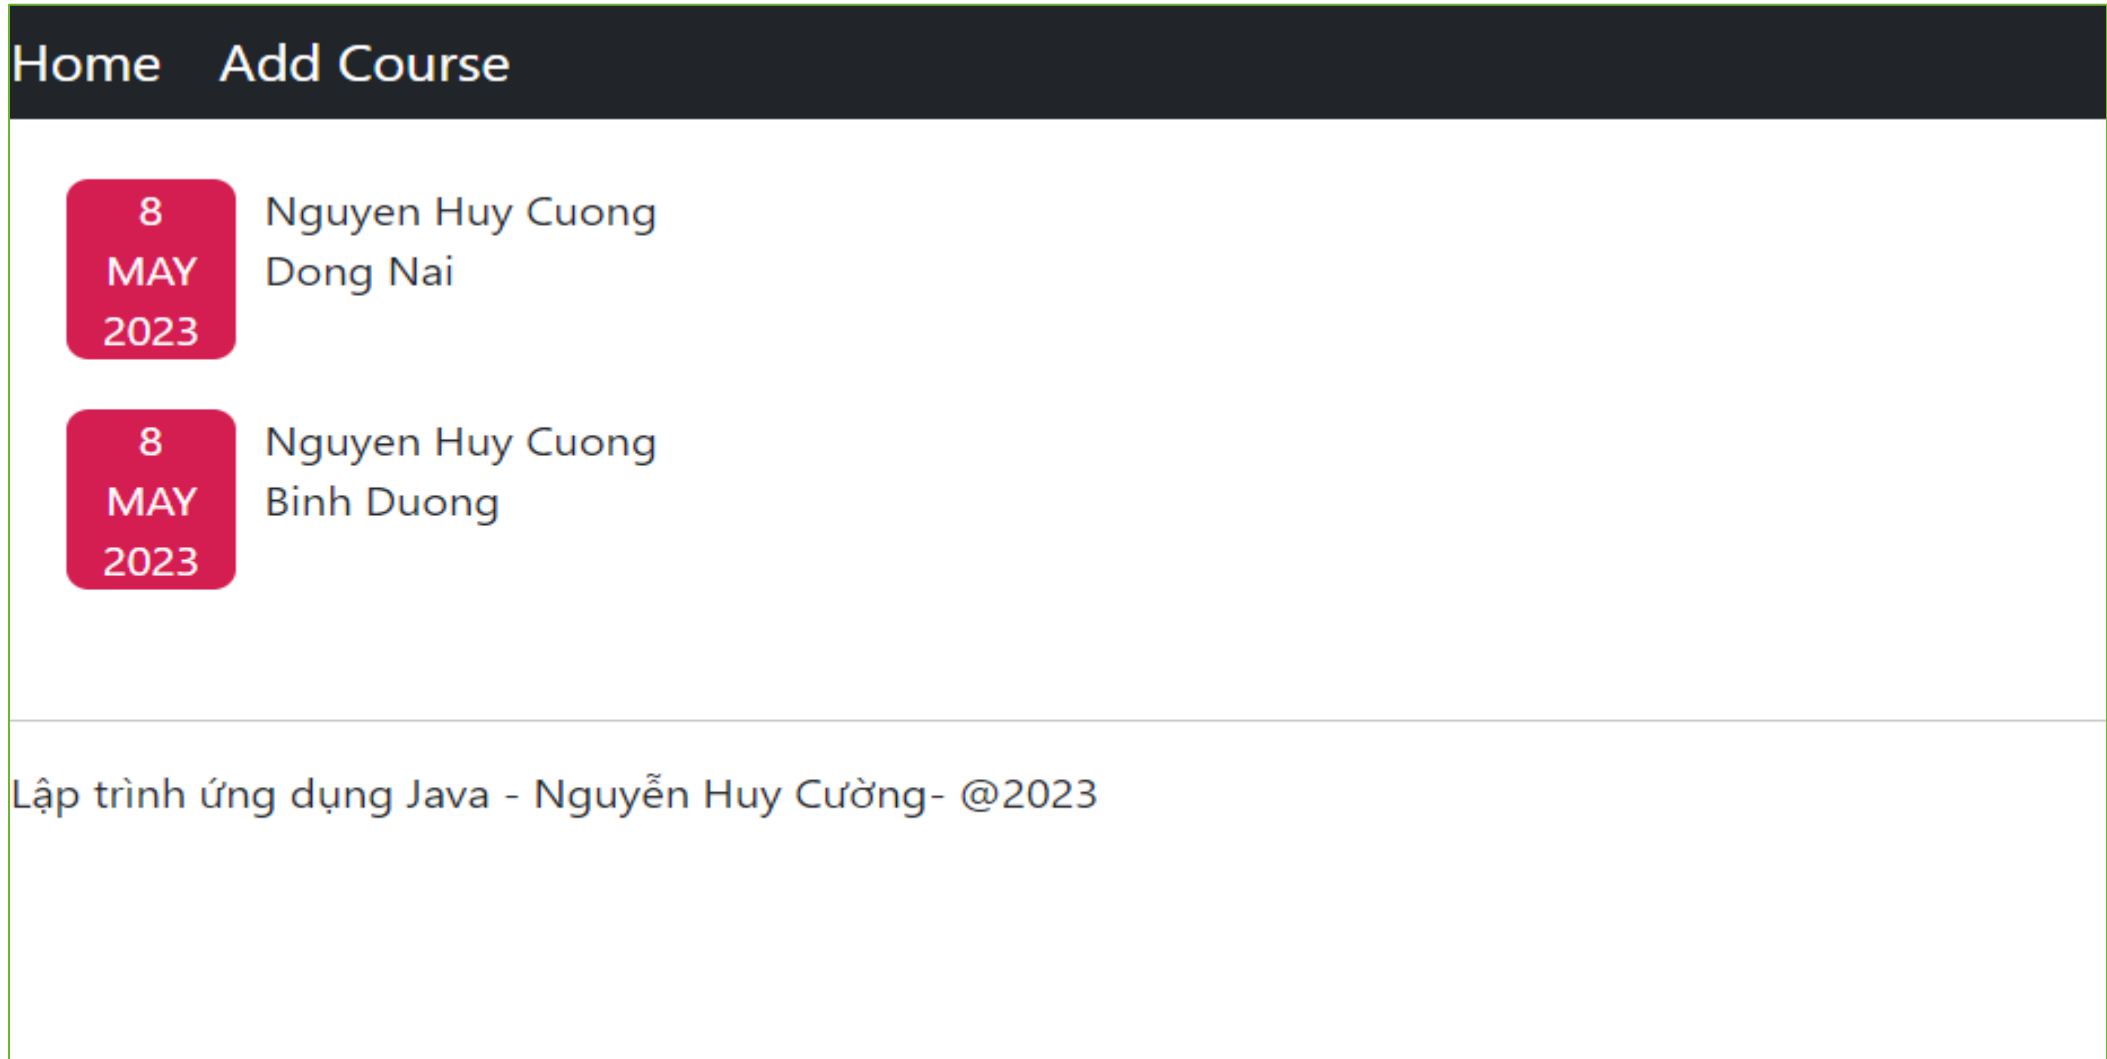 Home Add Course
8
MAY
2023
Nguyen Huy Cuong
Dong Nai
8
MAY
2023
Nguyen Huy Cuong
Binh Duong
Lập trình ứng dụng Java - Nguyễn Huy Cường- @2023